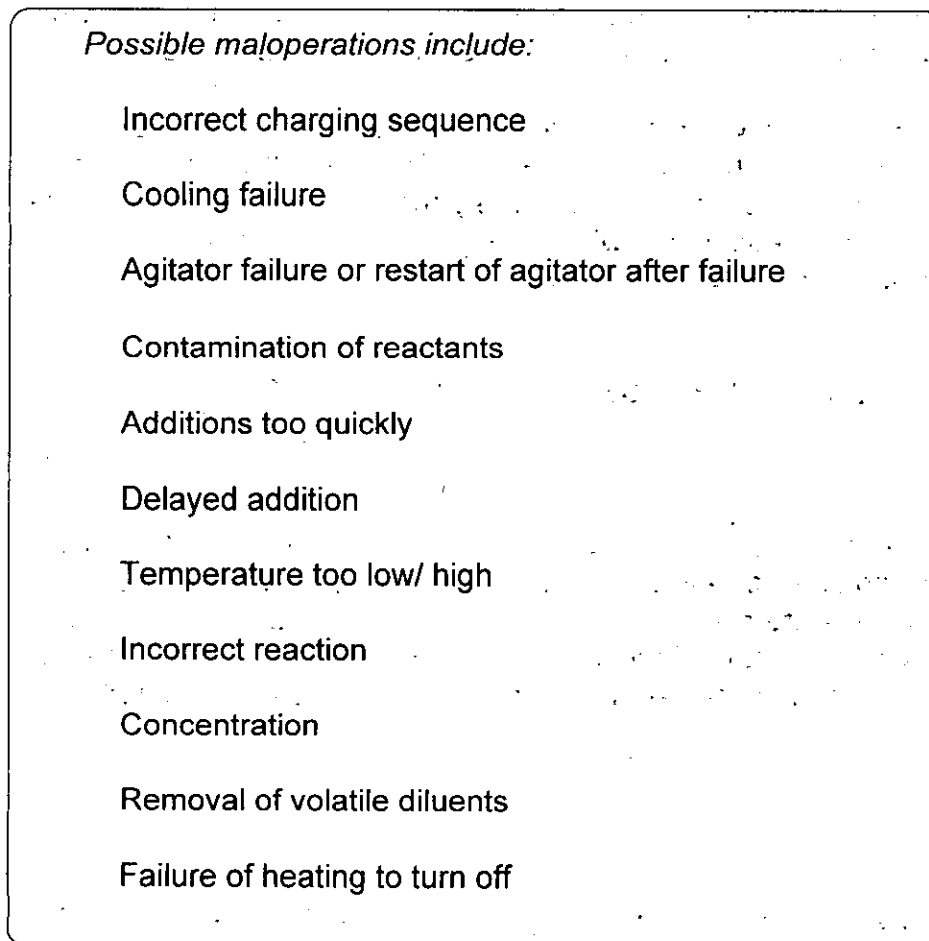 Possible maloperations include:
Incorrect charging sequence
Cooling failure
Agitator failure or restart of agitator after failure
Contamination of reactants
Additions too quickly
Delayed addition
Temperature too low/ high
Incorrect reaction
Concentration
Removal of volatile diluents
Failure of heating to turn off